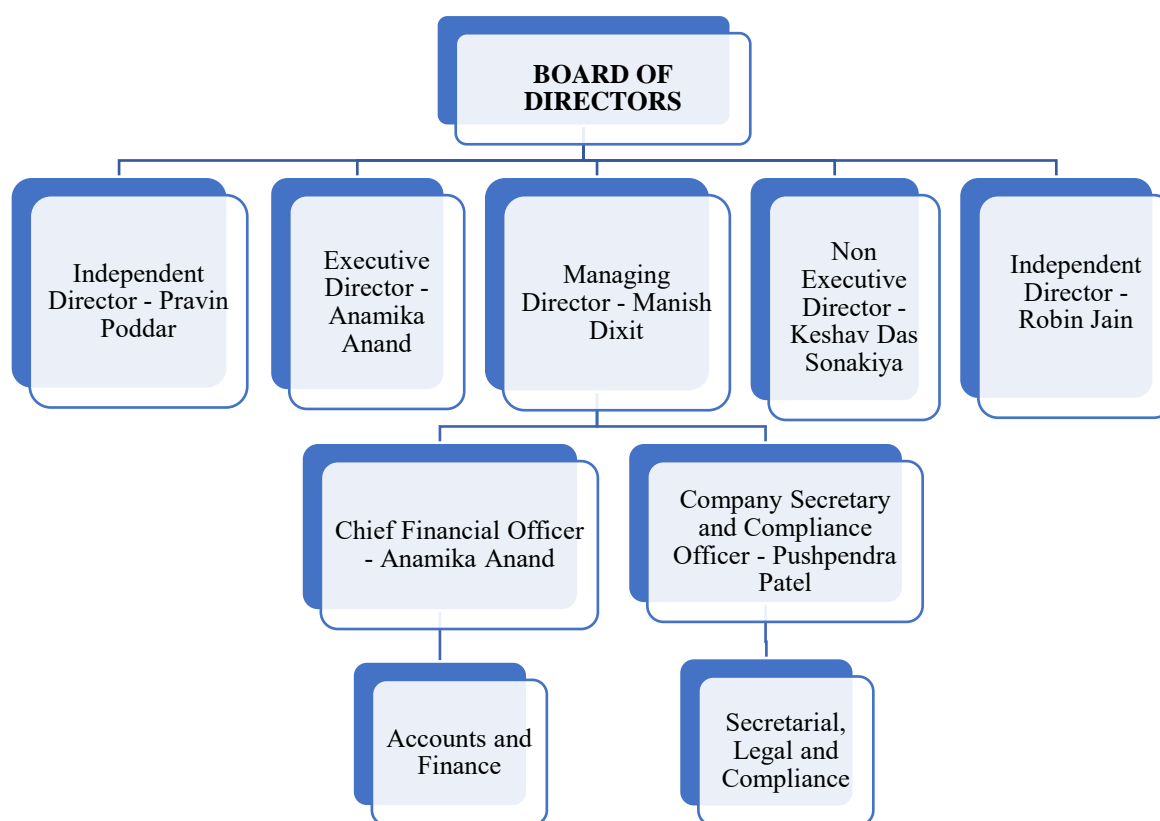 BOARD OF
DIRECTORS
Independent
Director - Pravin
Poddar
Executive
Director -
Anamika
Anand
Managing
Director - Manish
Dixit
Non
Executive
Director -
Keshav Das
Sonakiya
Independent
Director -
Robin Jain
Chief Financial Officer
- Anamika Anand
Company Secretary
and Compliance
Officer - Pushpendra
Patel
Accounts and
Finance
Secretarial,
Legal and
Compliance